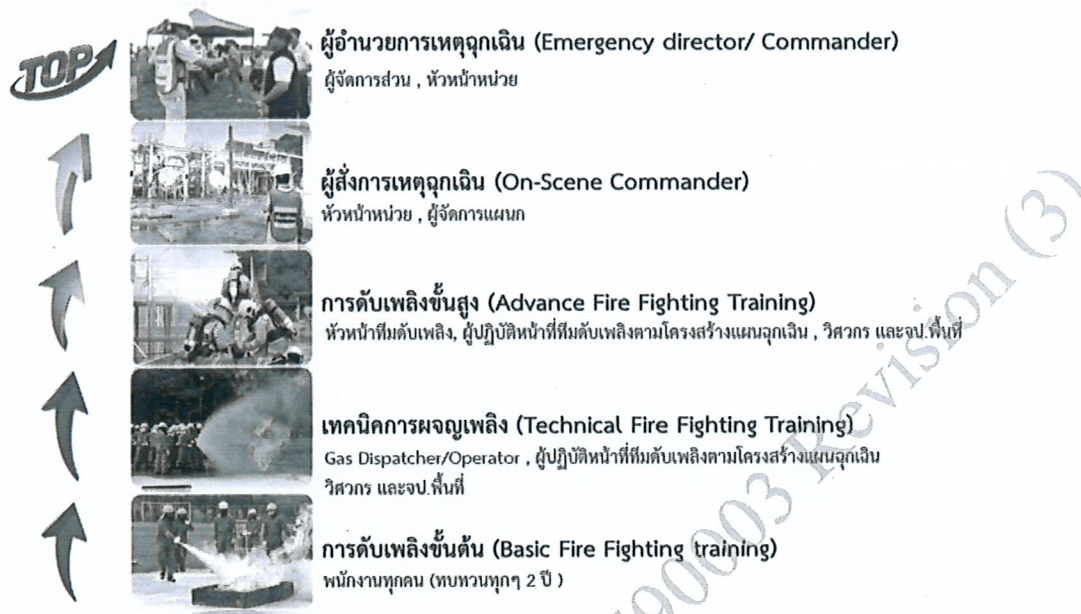 TOP
ผู้อำนวยการเหตุฉุกเฉิน (Emergency director/ Commander)
ผู้จัดการส่วน , หัวหน้าหน่วย
ผู้สั่งการเหตุฉุกเฉิน (On-Scene Commander)
หัวหน้าหน่วย , ผู้จัดการแผนก
การดับเพลิงขั้นสูง (Advance Fire Fighting Training)
หัวหน้าทีมดับเพลิง, ผู้ปฏิบัติหน้าที่ทีมดับเพลิงตามโครงสร้างแผนฉุกเฉิน , วิศวกร และจป.พื้นที่
เทคนิคการผจญเพลิง (Technical Fire Fighting Training)
Gas Dispatcher/Operator , ผู้ปฏิบัติหน้าที่ทีมดับเพลิงตามโครงสร้างแผนฉุกเฉิน
วิศวกร และจป.พื้นที่
การดับเพลิงขั้นต้น (Basic Fire Fighting training)
พนักงานทุกคน (ทบทวนทุกๆ 2 ปี )
90003 Revision (3)